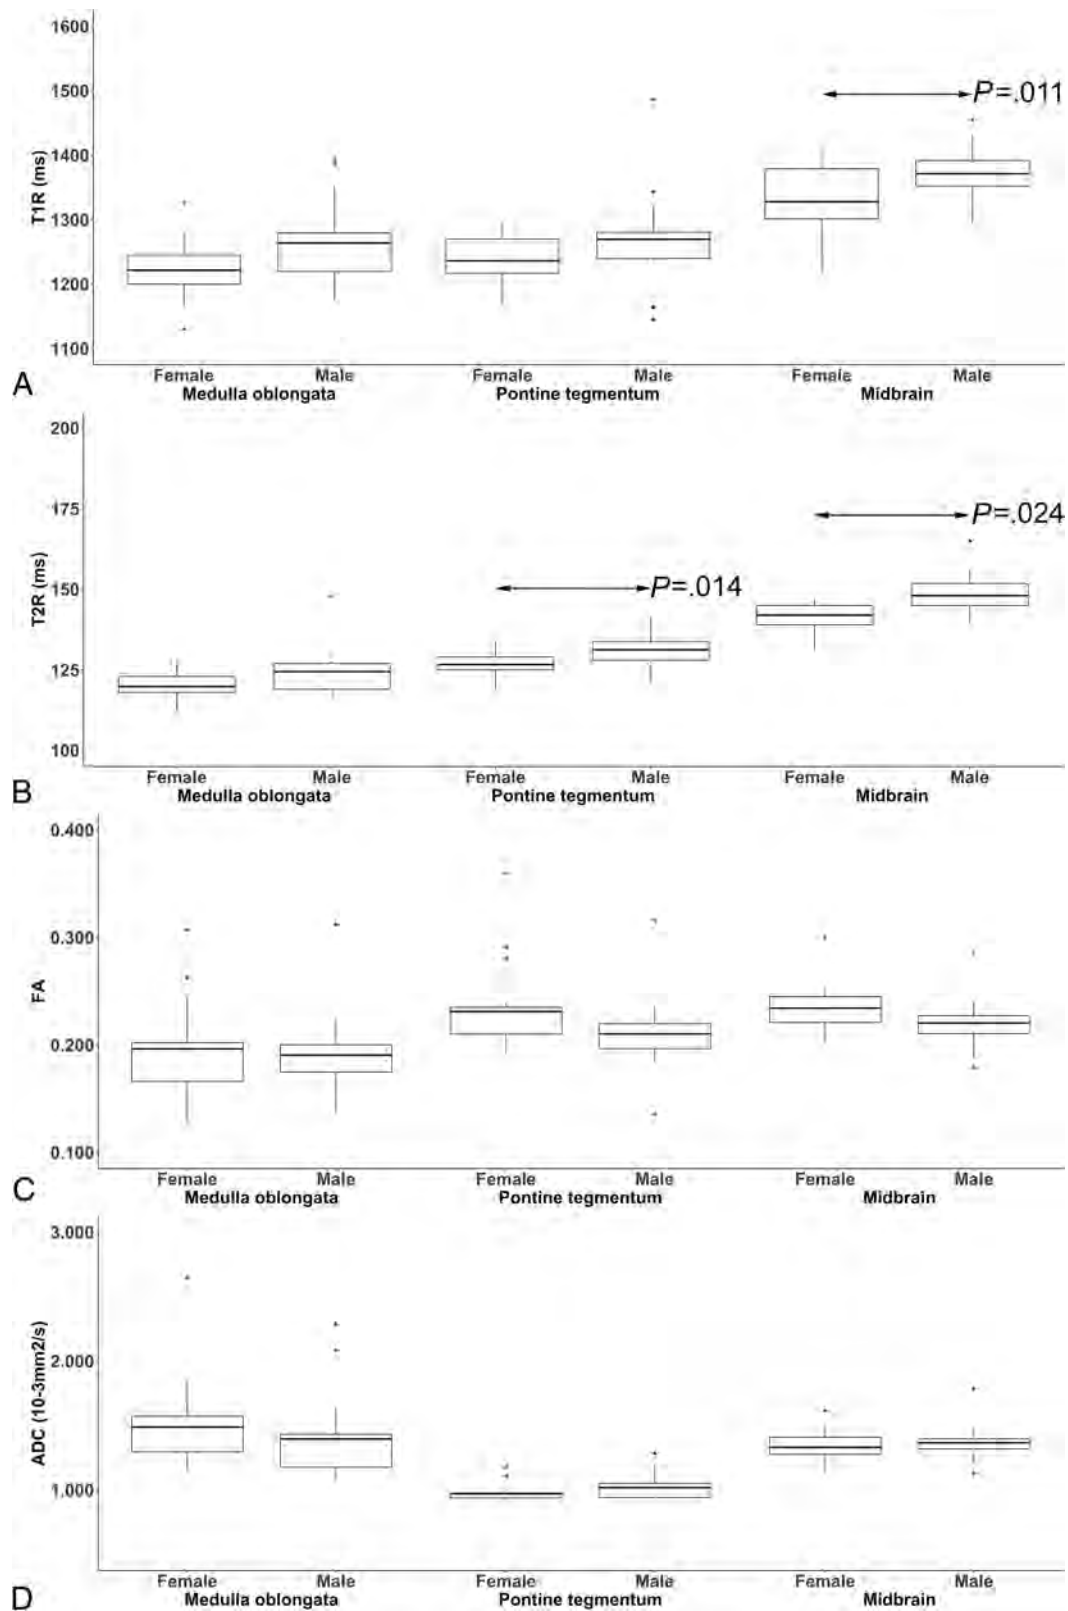 1600
1500
P=.011
1400
T1R (ms)
1300
1200
1100
Female Male Female Male Female Male
A Medulla oblongata Pontine tegmentum Midbrain
200
175
P=.024
T2R (ms)
150
P=.014
125
100
Female Male Female Male Female Male
B Medulla oblongata Pontine tegmentum Midbrain
0.400
0.300
FA
0.200
0.100
Female Male Female Male Female Male
C Medulla oblongata Pontine tegmentum Midbrain
3.000
2.000
ADC (10-3mm2/s)
1.000
Female Male Female Male Female Male
D Medulla oblongata Pontine tegmentum Midbrain